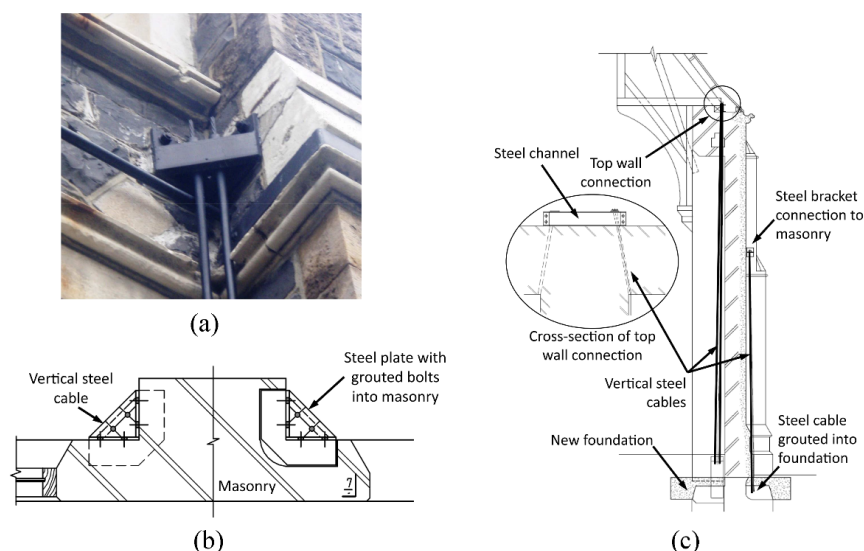 (a)
Vertical steel
cable
Steel plate with
grouted bolts
into masonry
Masonry
7
(b)
Steel channel
Top wall
connection
Steel bracket
connection to
masonry
Cross-section of top
wall connection
Vertical steel
cables
Steel cable
grouted into
foundation
New foundation
(c)